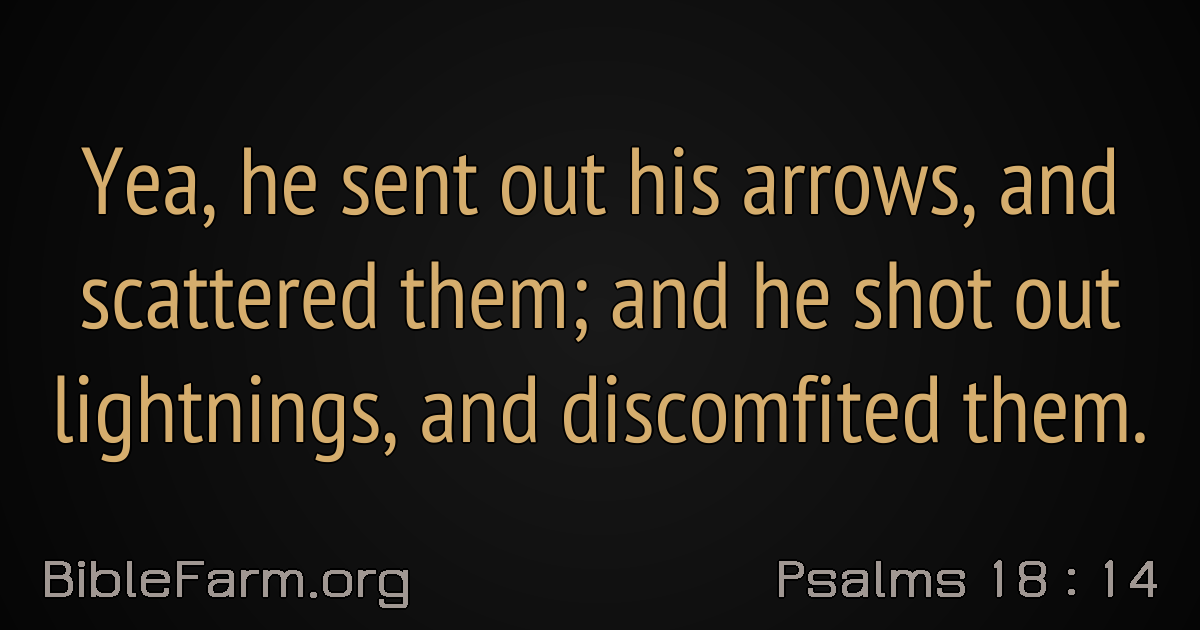 Yea, he sent out his arrows, and
scattered them; and he shot out
lightnings, and discomfited them.
BibleFarm.org
Psalms 18 : 14